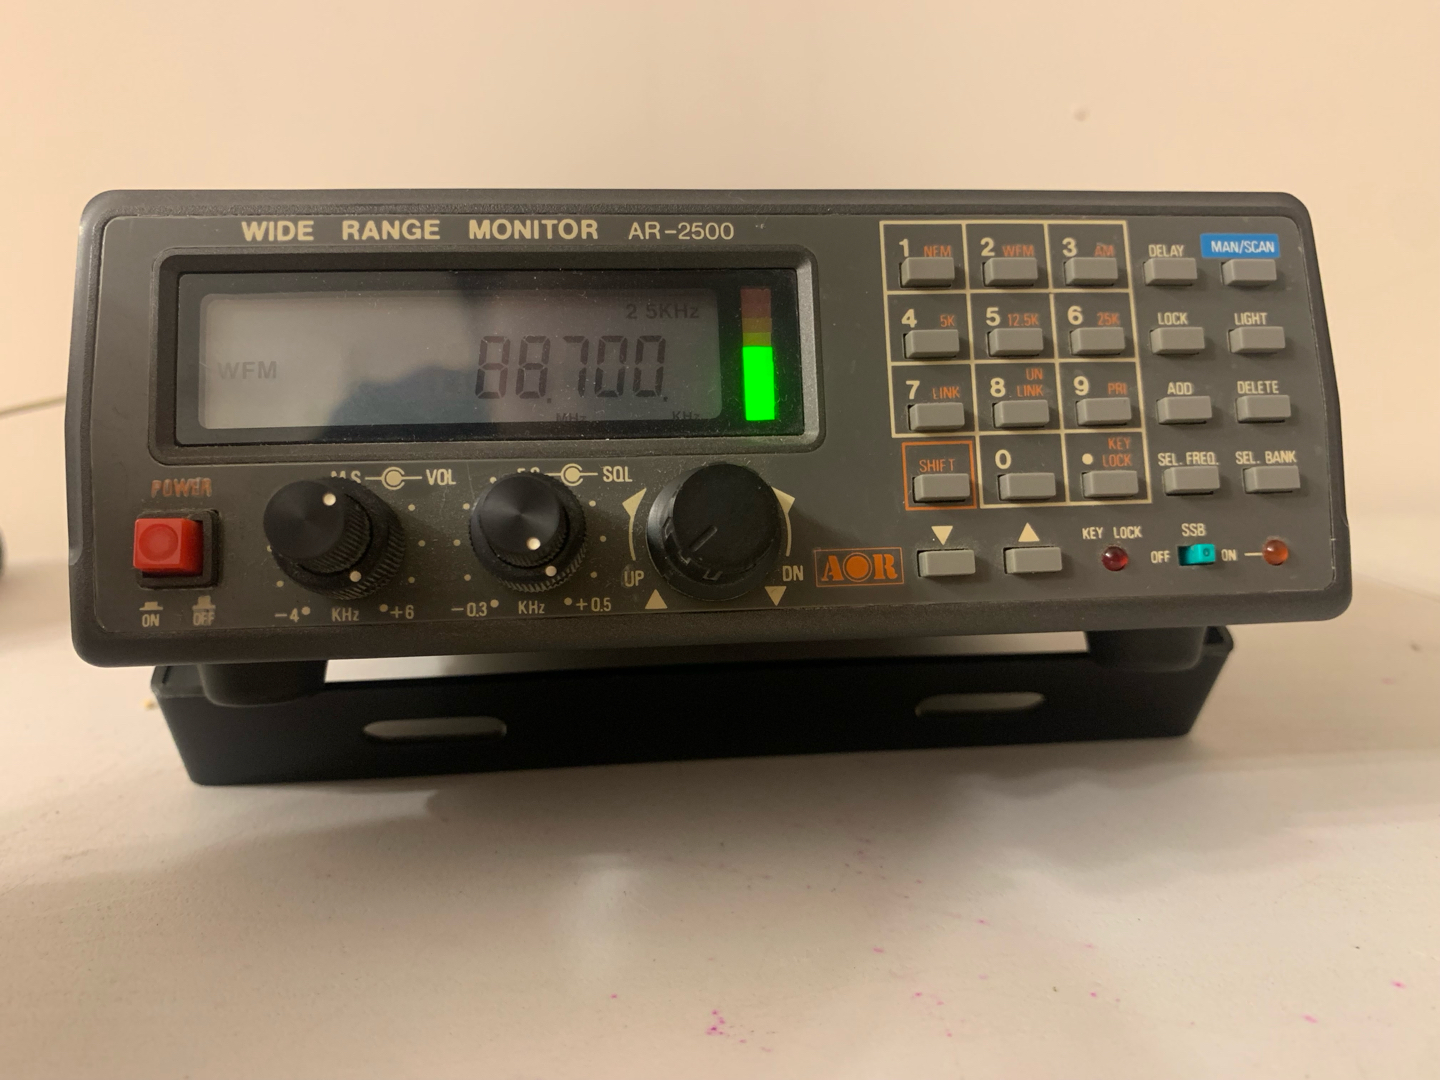 WIDE RANGE MONITOR AR-2500
25KHz
WFM 88.700.
MHz KHz
M.S VOL
F.S SQL
POWER
ON OFF
-4 KHz +6
-0.3 KHz +0.5
UP DN
AOR
1 NFM 2 WFM 3 AM
4 5K 5 12.5K 6 25K
7 LINK 8 UN LINK 9 PRI
SHIFT 0 . KEY LOCK
DELAY MAN/SCAN
LOCK LIGHT
ADD DELETE
SEL. FREQ. SEL. BANK
KEY LOCK
SSB
OFF ON